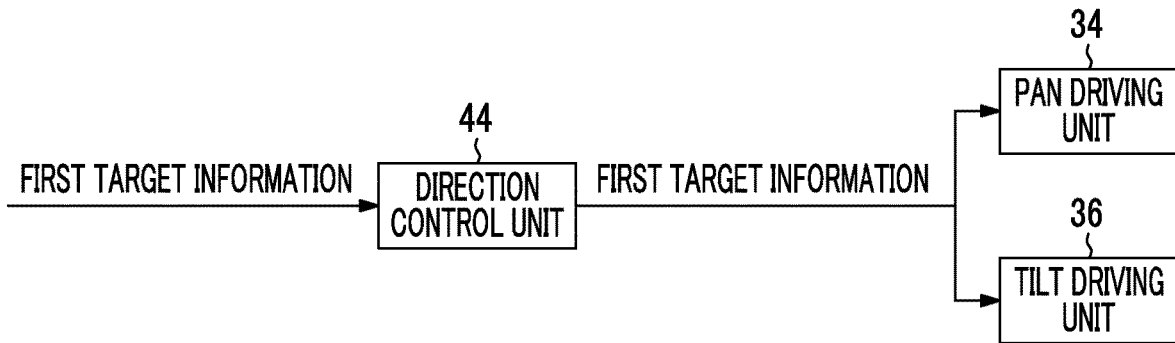 FIRST TARGET INFORMATION
44
DIRECTION
CONTROL UNIT
FIRST TARGET INFORMATION
34
PAN DRIVING
UNIT
36
TILT DRIVING
UNIT